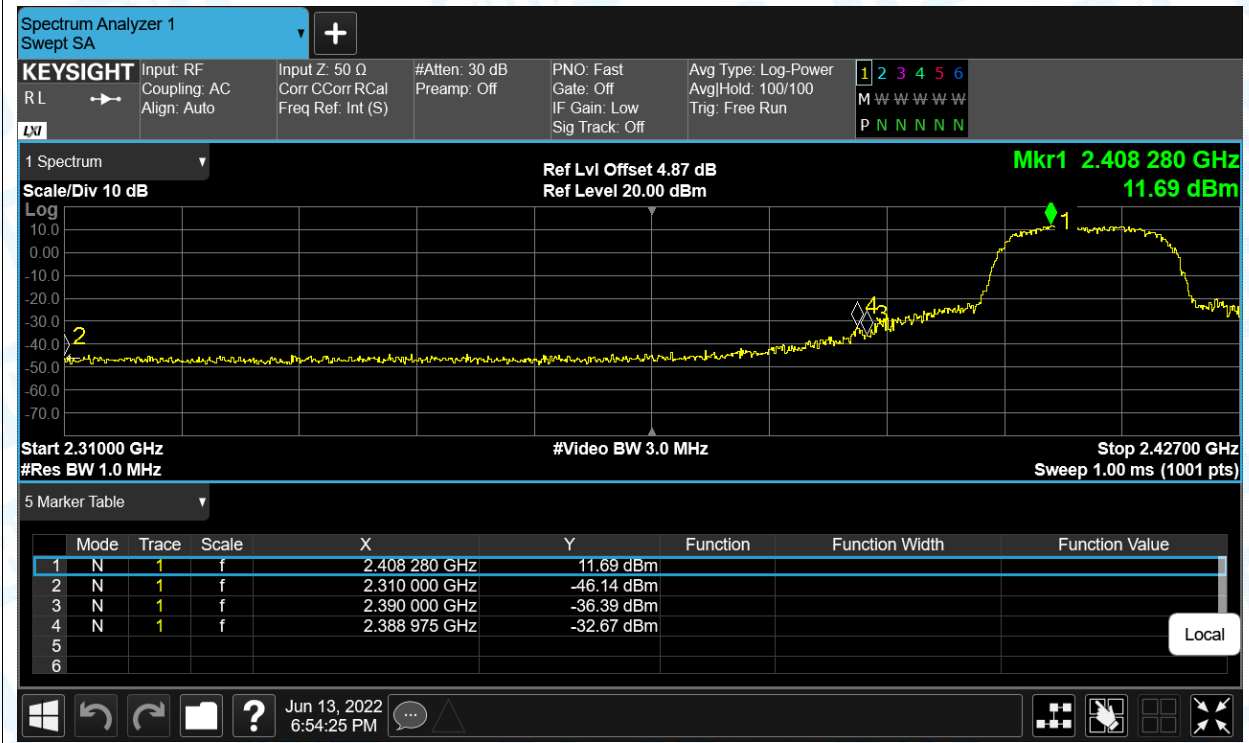 Spectrum Analyzer 1
Swept SA
+
KEYSIGHT
R L
LXI
Input: RF
Coupling: AC
Align: Auto
Input Z: 50 Ω
Corr CCorr RCal
Freq Ref: Int (S)
#Atten: 30 dB
Preamp: Off
PNO: Fast
Gate: Off
IF Gain: Low
Sig Track: Off
Avg Type: Log-Power
Avg|Hold: 100/100
Trig: Free Run
1 2 3 4 5 6
M W W W W W
P N N N N N
1 Spectrum
Scale/Div 10 dB
Ref Lvl Offset 4.87 dB
Ref Level 20.00 dBm
Mkr1 2.408 280 GHz
11.69 dBm
Log
10.0
0.00
-10.0
-20.0
-30.0
-40.0
-50.0
-60.0
-70.0
2
4
3
1
Start 2.31000 GHz
#Video BW 3.0 MHz
Stop 2.42700 GHz
#Res BW 1.0 MHz
Sweep 1.00 ms (1001 pts)
5 Marker Table
Mode Trace Scale X Y Function Function Width Function Value
1 N 1 f 2.408 280 GHz 11.69 dBm
2 N 1 f 2.310 000 GHz -46.14 dBm
3 N 1 f 2.390 000 GHz -36.39 dBm
4 N 1 f 2.388 975 GHz -32.67 dBm
5
6
Local
?
Jun 13, 2022
6:54:25 PM